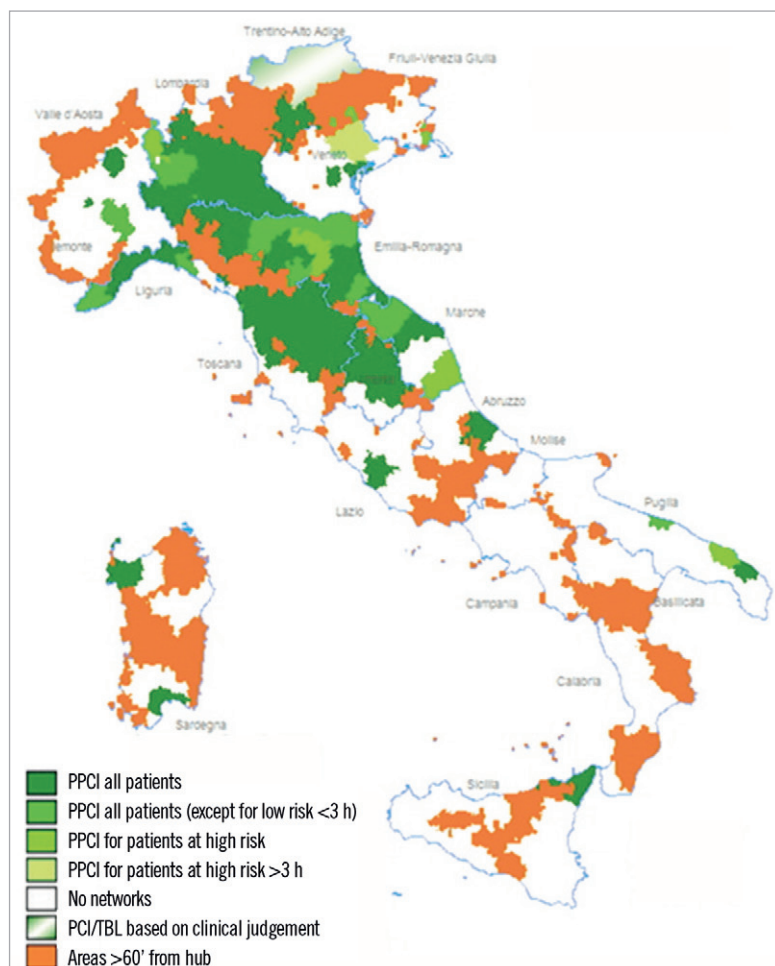 Trentino-Alto Adige
Friuli-Venezia Giulia
Lombardia
Valle d'Aosta
Veneto
iemonte
Emilia-Romagna
Liguria
Marche
Toscana
Abruzzo
Molise
Lazio
Puglia
Campania
Basilicata
Calabria
Sardegna
Sicilia
PPCI all patients
PPCI all patients (except for low risk <3 h)
PPCI for patients at high risk
PPCI for patients at high risk >3 h
No networks
PCI/TBL based on clinical judgement
Areas >60' from hub